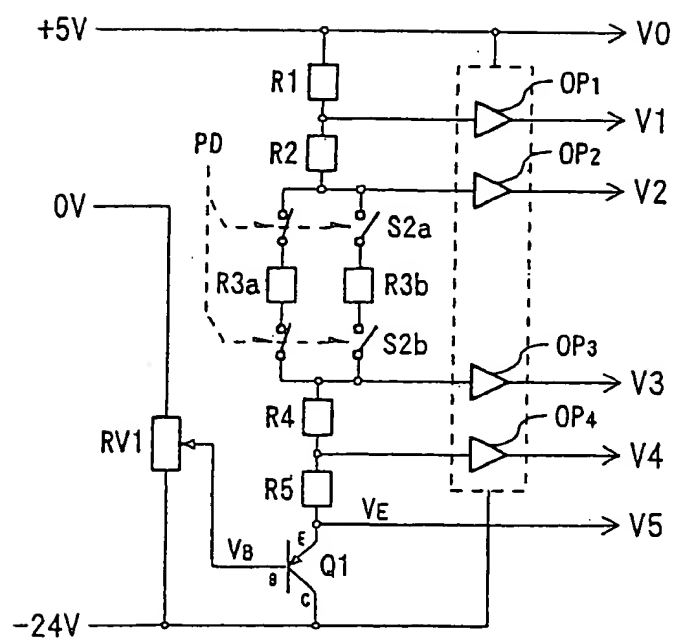 +5V
V0
R1
OP1
V1
R2
PD
OP2
V2
0V
S2a
R3a
R3b
S2b
OP3
V3
R4
OP4
RV1
V4
R5
VE
V5
E
VB
Q1
B
C
-24V